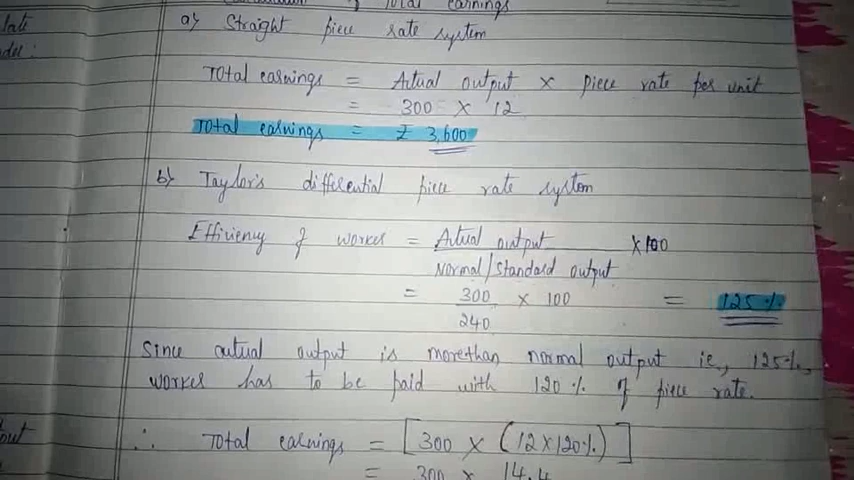 of Total earnings
a) Straight piece rate system
Total earnings = Actual output × piece rate per unit
= 300 × 12
Total earnings = ₹ 3,600
b) Taylor's differential piece rate system
Efficiency of worker = Actual output × 100
Normal/Standard output
= 300 × 100 = 125%
240
Since actual output is more than normal output ie., 125%,
worker has to be paid with 120% of piece rate.
∴ Total earnings = [300 × (12×120%)]
= 300 × 14.4